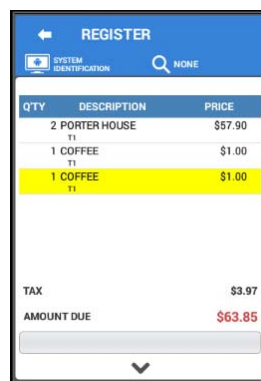 REGISTER
SYSTEM
IDENTIFICATION
NONE
Q'TY DESCRIPTION PRICE
2 PORTER HOUSE $57.90
T1
1 COFFEE $1.00
T1
1 COFFEE $1.00
T1
TAX $3.97
AMOUNT DUE $63.85